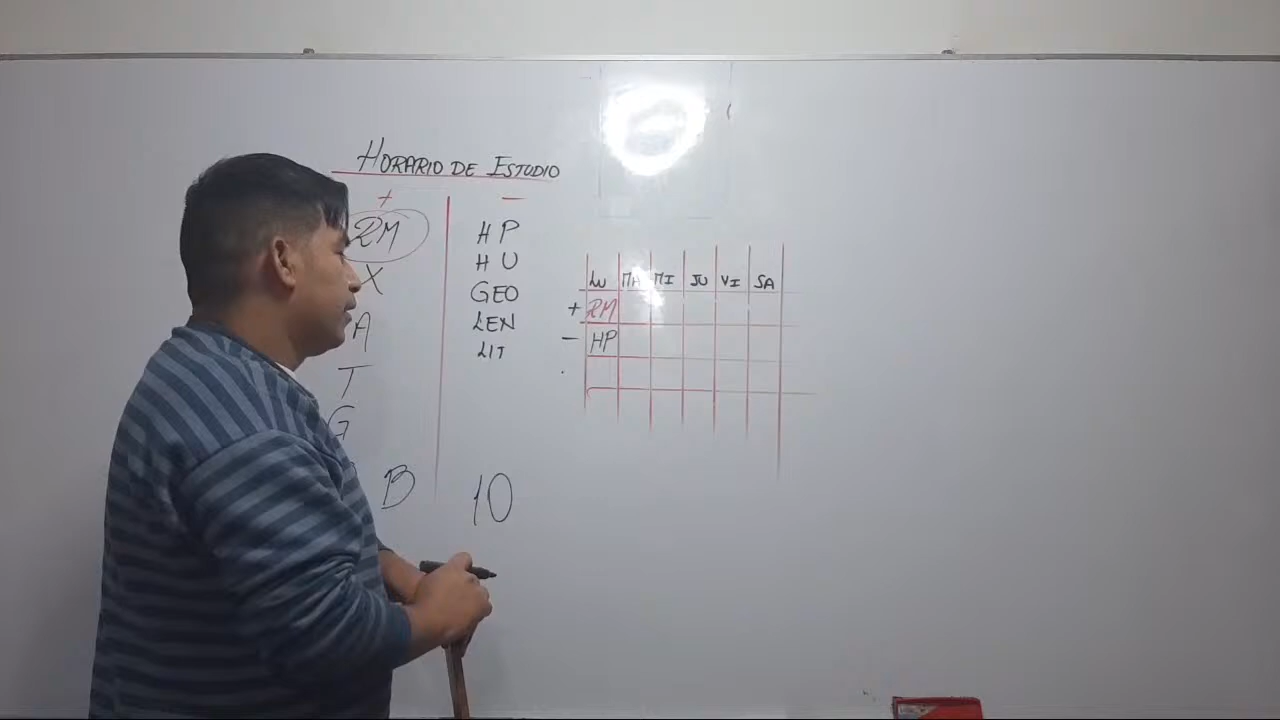 HORARIO DE ESTUDIO
+ −
RM HP
X HU
A GEO
T LEN
G LIT
B 10
LU MA MI JU VI SA
+ RM
− HP